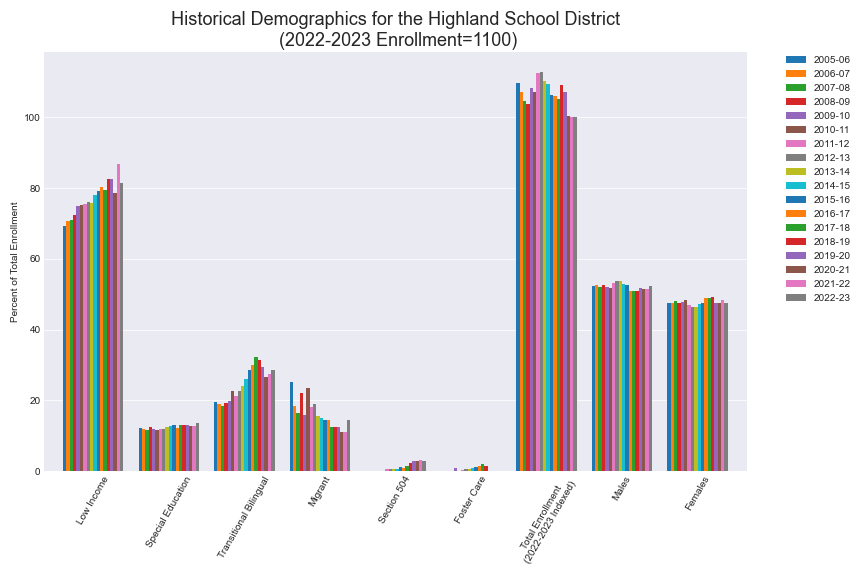 Historical Demographics for the Highland School District
(2022-2023 Enrollment=1100)
Percent of Total Enrollment
100
80
60
40
20
0
Low Income
Special Education
Transitional Bilingual
Migrant
Section 504
Foster Care
Total Enrollment
(2022-2023 Indexed)
Males
Females
2005-06
2006-07
2007-08
2008-09
2009-10
2010-11
2011-12
2012-13
2013-14
2014-15
2015-16
2016-17
2017-18
2018-19
2019-20
2020-21
2021-22
2022-23